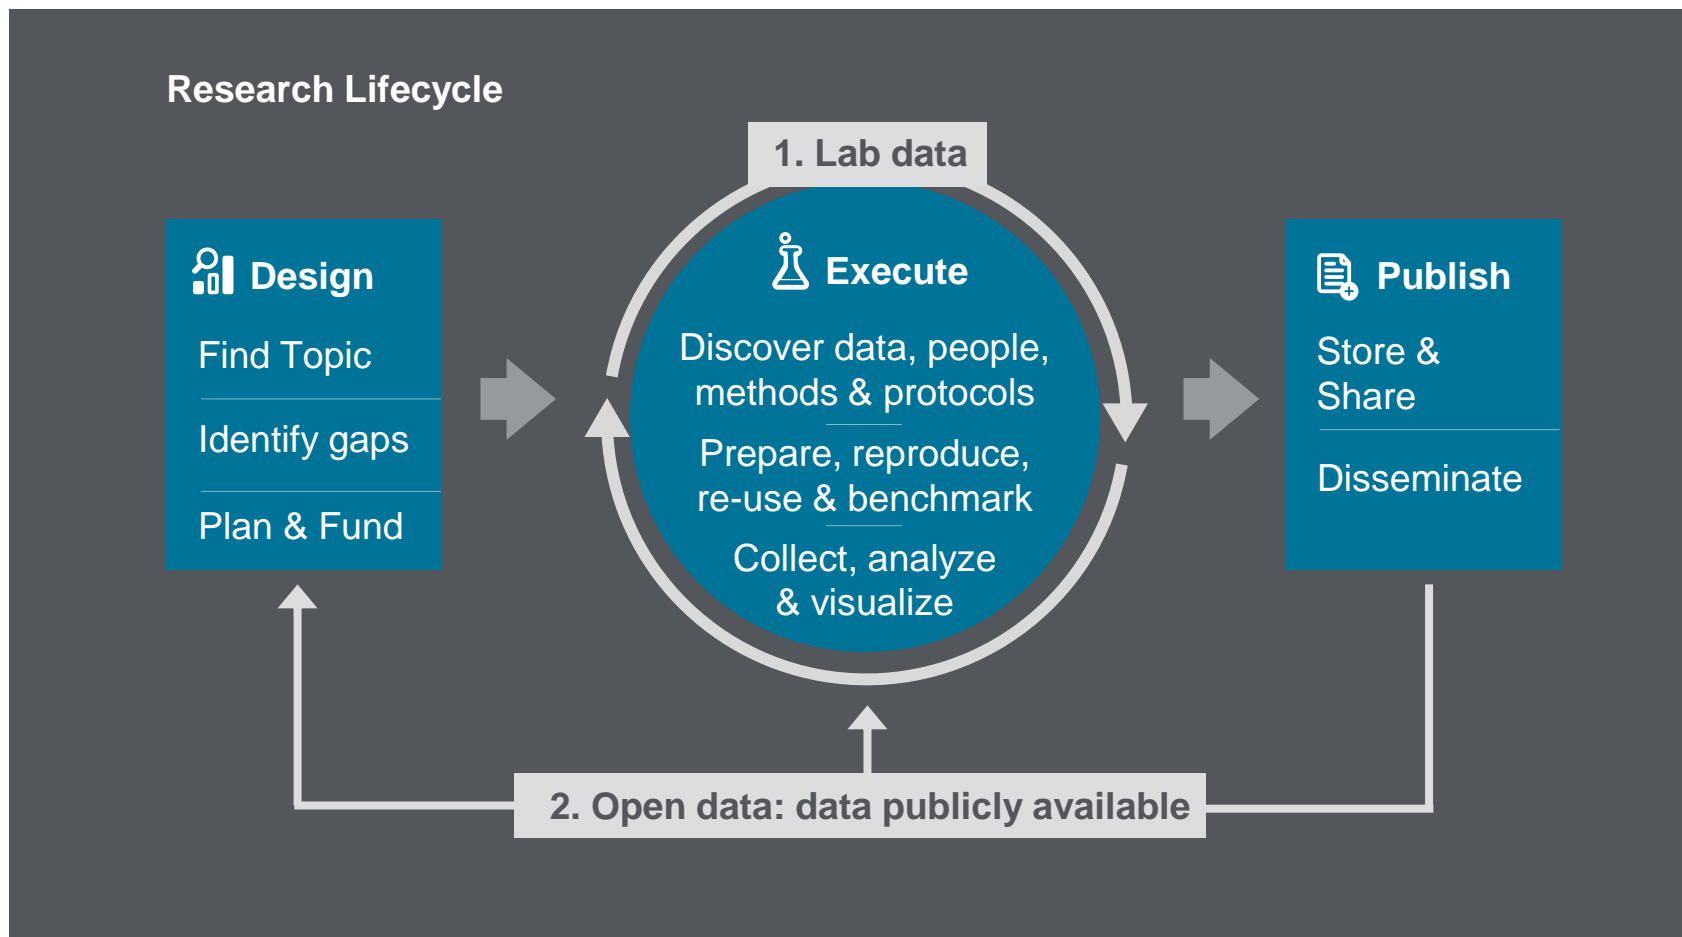 Research Lifecycle
1. Lab data
Design
Find Topic
Identify gaps
Plan & Fund
Execute
Discover data, people,
methods & protocols
Prepare, reproduce,
re-use & benchmark
Collect, analyze
& visualize
Publish
Store &
Share
Disseminate
2. Open data: data publicly available